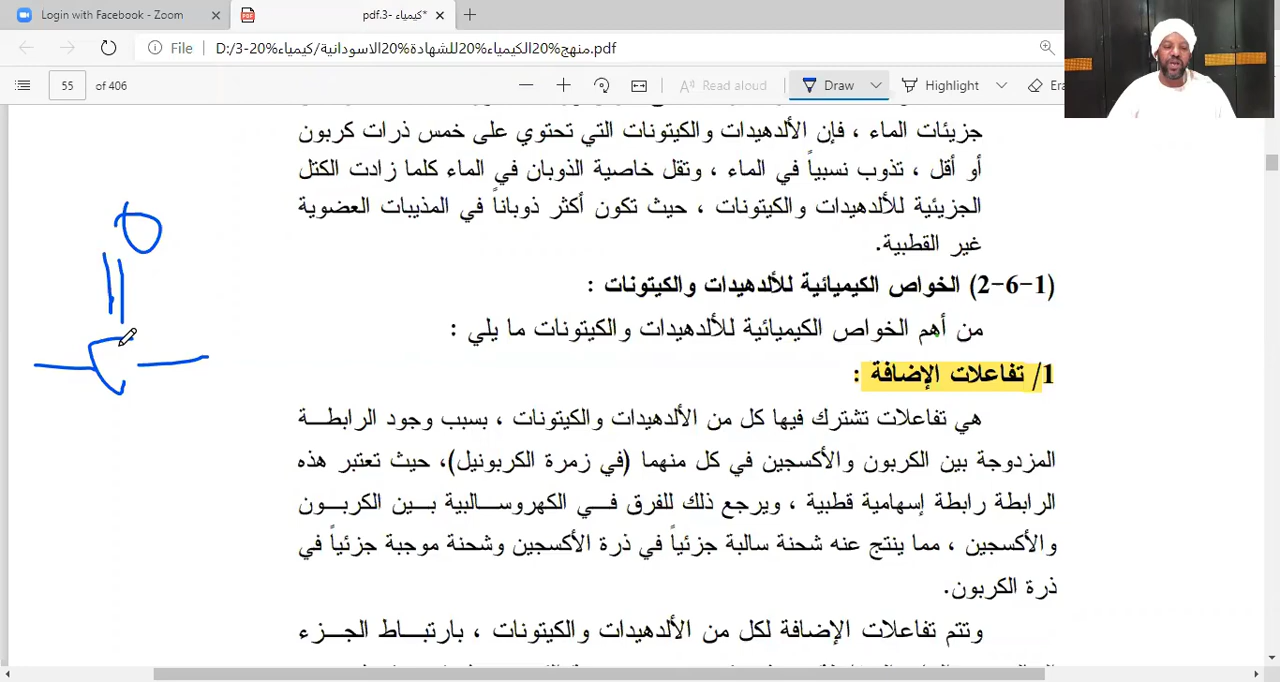 Login with Facebook - Zoom
كيمياء -3.pdf*
File D:/3-كيمياء%20/منهج%20الكيمياء%20للشهادة%20الاسودانية.pdf
55 of 406
Read aloud
Draw
Highlight
جزيئات الماء ، فإن الألدهيدات والكيتونات التي تحتوي على خمس ذرات كربون
أو أقل ، تذوب نسبياً في الماء ، وتقل خاصية الذوبان في الماء كلما زادت الكتل
الجزيئية للألدهيدات والكيتونات ، حيث تكون أكثر ذوباناً في المذيبات العضوية
غير القطبية.
(2-6-1) الخواص الكيميائية للألدهيدات والكيتونات :
من أهم الخواص الكيميائية للألدهيدات والكيتونات ما يلي :
1/ تفاعلات الإضافة :
هي تفاعلات تشترك فيها كل من الألدهيدات والكيتونات ، بسبب وجود الرابطة
المزدوجة بين الكربون والأكسجين في كل منهما (في زمرة الكربونيل)، حيث تعتبر هذه
الرابطة رابطة إسهامية قطبية ، ويرجع ذلك للفرق في الكهروسالبية بين الكربون
والأكسجين ، مما ينتج عنه شحنة سالبة جزئياً في ذرة الأكسجين وشحنة موجبة جزئياً في
ذرة الكربون.
وتتم تفاعلات الإضافة لكل من الألدهيدات والكيتونات ، بارتباط الجزء
O
C